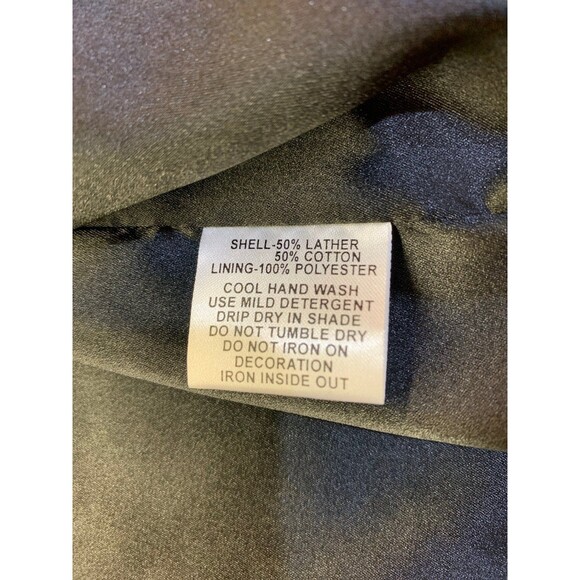 SHELL-50% LATHER
50% COTTON
LINING-100% POLYESTER
COOL HAND WASH
USE MILD DETERGENT
DRIP DRY IN SHADE
DO NOT TUMBLE DRY
DO NOT IRON ON
DECORATION
IRON INSIDE OUT